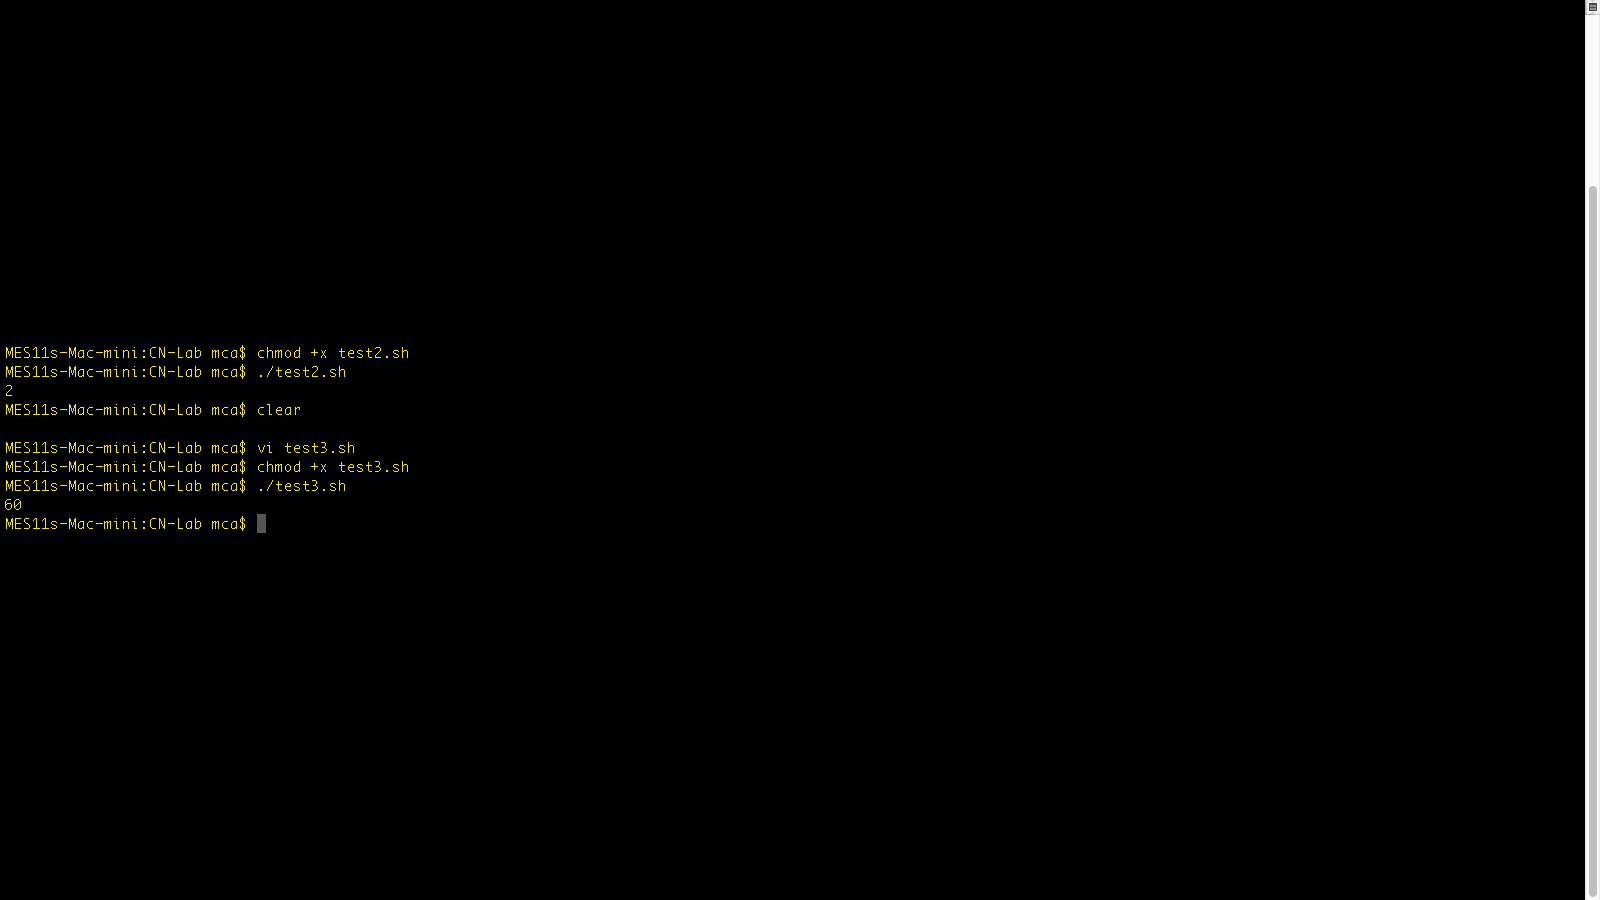 MES11s-Mac-mini:CN-Lab mca$ chmod +x test2.sh
MES11s-Mac-mini:CN-Lab mca$ ./test2.sh
2
MES11s-Mac-mini:CN-Lab mca$ clear
MES11s-Mac-mini:CN-Lab mca$ vi test3.sh
MES11s-Mac-mini:CN-Lab mca$ chmod +x test3.sh
MES11s-Mac-mini:CN-Lab mca$ ./test3.sh
60
MES11s-Mac-mini:CN-Lab mca$